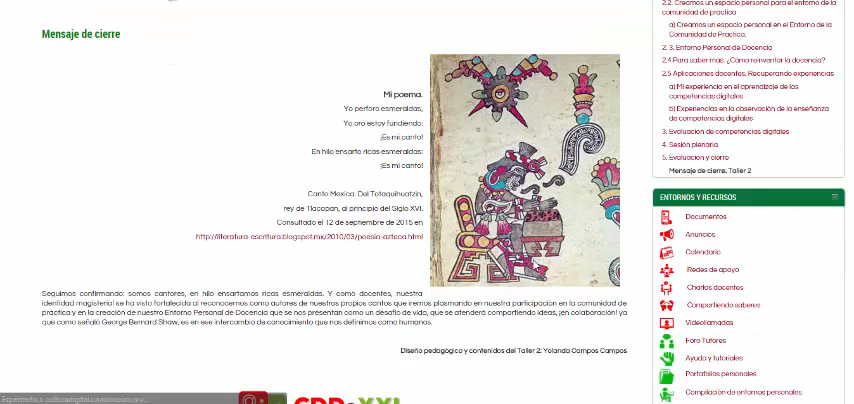 Mensaje de cierre
Mi poema.
Yo perforo esmeraldas,
Yo oro estoy fundiendo:
¡Es mi canto!
En hilo ensarto ricas esmeraldas:
¡Es mi canto!
Canto Mexica. Del Totoquihuatzin,
rey de Tlacopan, al principio del Siglo XVI.
Consultado el 12 de septiembre de 2015 en
http://literatura-escritura.blogspot.mx/2010/03/poesia-azteca.html
Seguimos confirmando: somos cantores, en hilo ensartamos ricas esmeraldas. Y como docentes, nuestra
identidad magisterial se ha visto fortalecida al reconocernos como autores de nuestros propios cantos que iremos plasmando en nuestra participación en la comunidad de
práctica y en la creación de nuestro Entorno Personal de Docencia que se nos presentan como un desafío de vida, que se atenderá compartiendo ideas, ¡en colaboración! ya
que como señaló George Bernard Shaw, es en ese intercambio de conocimiento que nos definimos como humanos.
Diseño pedagógico y contenidos del Taller 2: Yolanda Campos Campos
2.2. Creamos un espacio personal para el entorno de la
comunidad de práctica
a) Creamos un espacio personal en el Entorno de la
Comunidad de Práctica.
2. 3. Entorno Personal de Docencia
2.4 Para saber más. ¿Cómo reinventar la docencia?
2.5 Aplicaciones docentes. Recuperando experiencias
a) Mi experiencia en el aprendizaje de las
competencias digitales
b) Experiencias en la observación de la enseñanza
de competencias digitales
3. Evaluación de competencias digitales
4. Sesión plenaria
5. Evaluación y cierre
Mensaje de cierre. Taller 2
ENTORNOS Y RECURSOS
Documentos
Anuncios
Calendario
Redes de apoyo
Charlas docentes
Compartiendo saberes
Videollamadas
Foro Tutores
Ayuda y tutoriales
Portafolios personales
Compilación de entornos personales